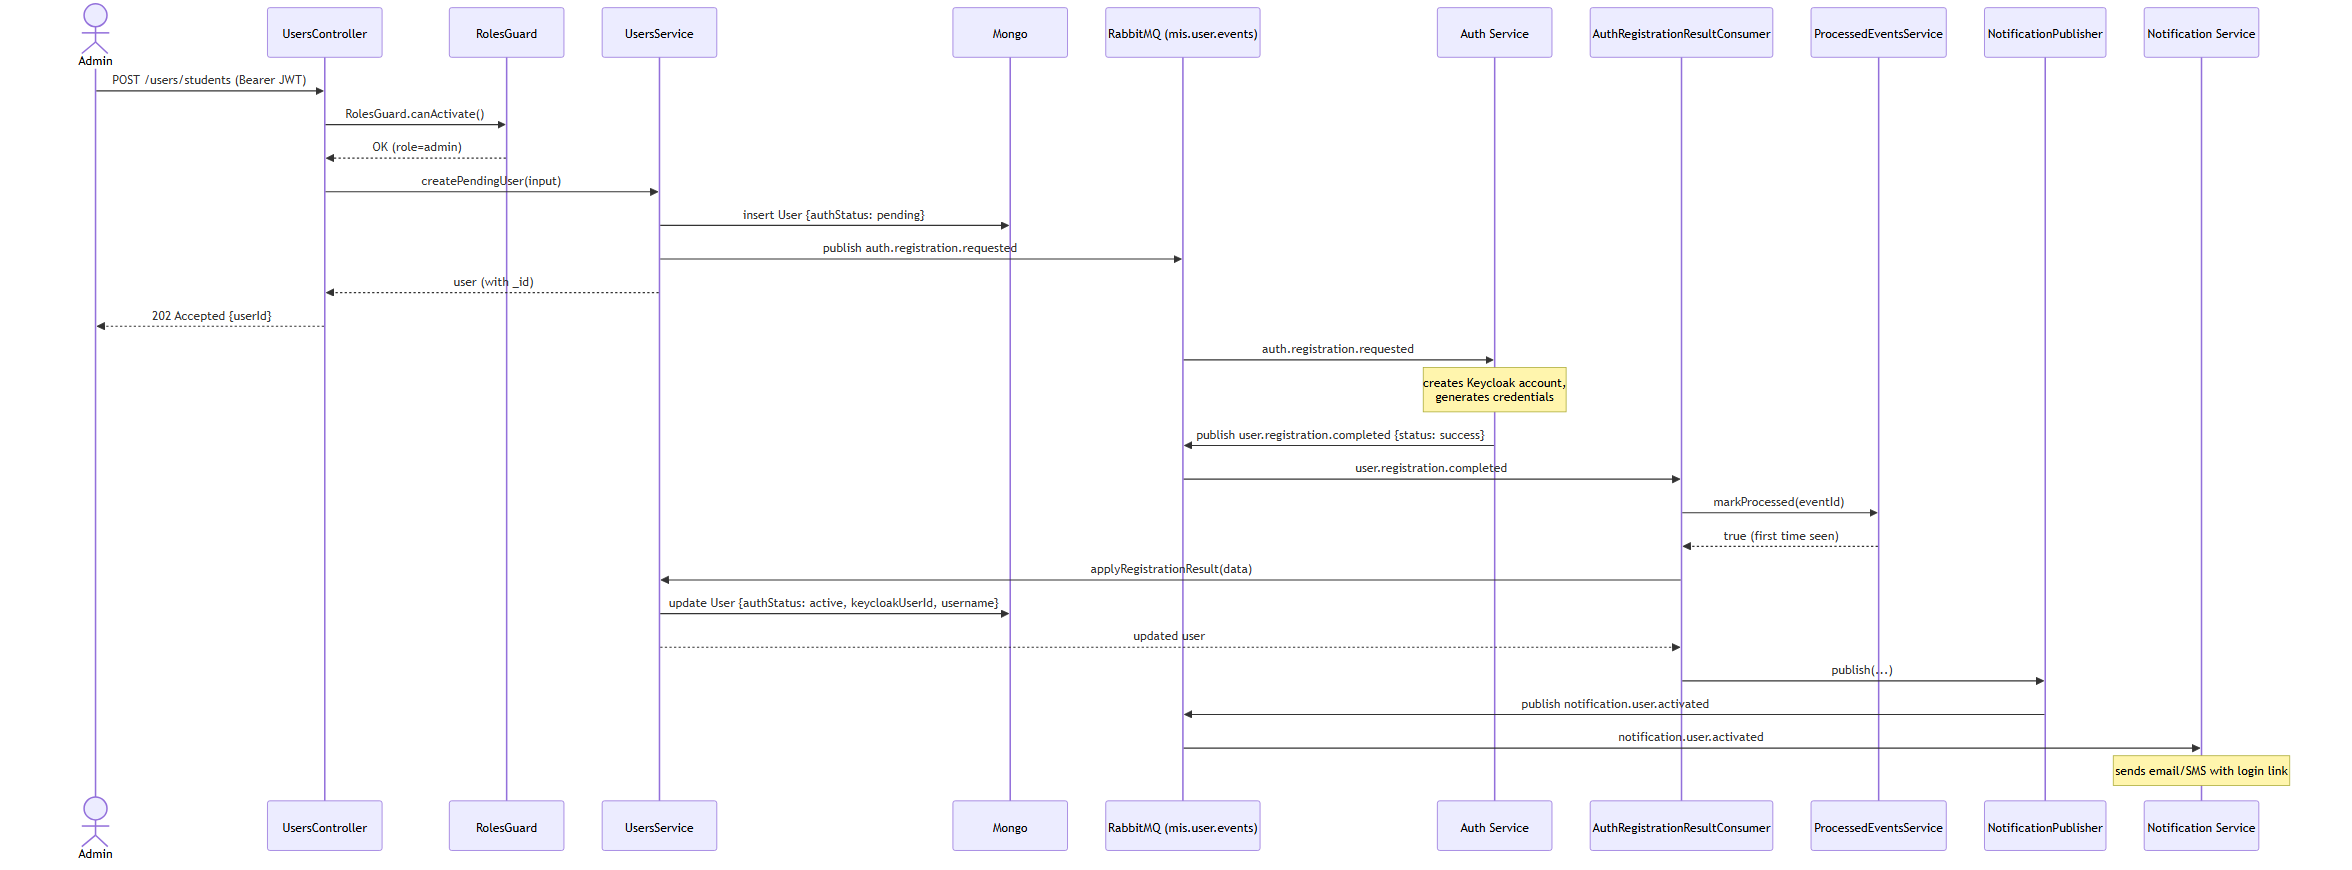 UsersController
RolesGuard
UsersService
Mongo
RabbitMQ (mis.user.events)
Auth Service
AuthRegistrationResultConsumer
ProcessedEventsService
NotificationPublisher
Notification Service
Admin
POST /users/students (Bearer JWT)
RolesGuard.canActivate()
OK (role=admin)
createPendingUser(input)
insert User {authStatus: pending}
publish auth.registration.requested
user (with _id)
202 Accepted {userId}
auth.registration.requested
creates Keycloak account,
generates credentials
publish user.registration.completed {status: success}
user.registration.completed
markProcessed(eventId)
true (first time seen)
applyRegistrationResult(data)
update User {authStatus: active, keycloakUserId, username}
updated user
publish(...)
publish notification.user.activated
notification.user.activated
sends email/SMS with login link
UsersController
RolesGuard
UsersService
Mongo
RabbitMQ (mis.user.events)
Auth Service
AuthRegistrationResultConsumer
ProcessedEventsService
NotificationPublisher
Notification Service
Admin